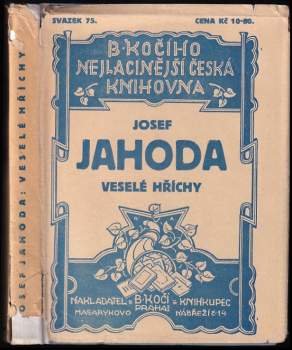 SVAZEK 75.
CENA Kč 10·80.
B·KOČÍHO
NEJLACINĚJŠÍ ČESKÁ
KNIHOVNA
JOSEF
JAHODA
VESELÉ HŘÍCHY
NAKLADATEL B·KOČÍ KNIHKUPEC
PRAHA I
MASARYKOVO NÁBŘEŽÍ Č·14
JOSEF JAHODA: VESELÉ HŘÍCHY